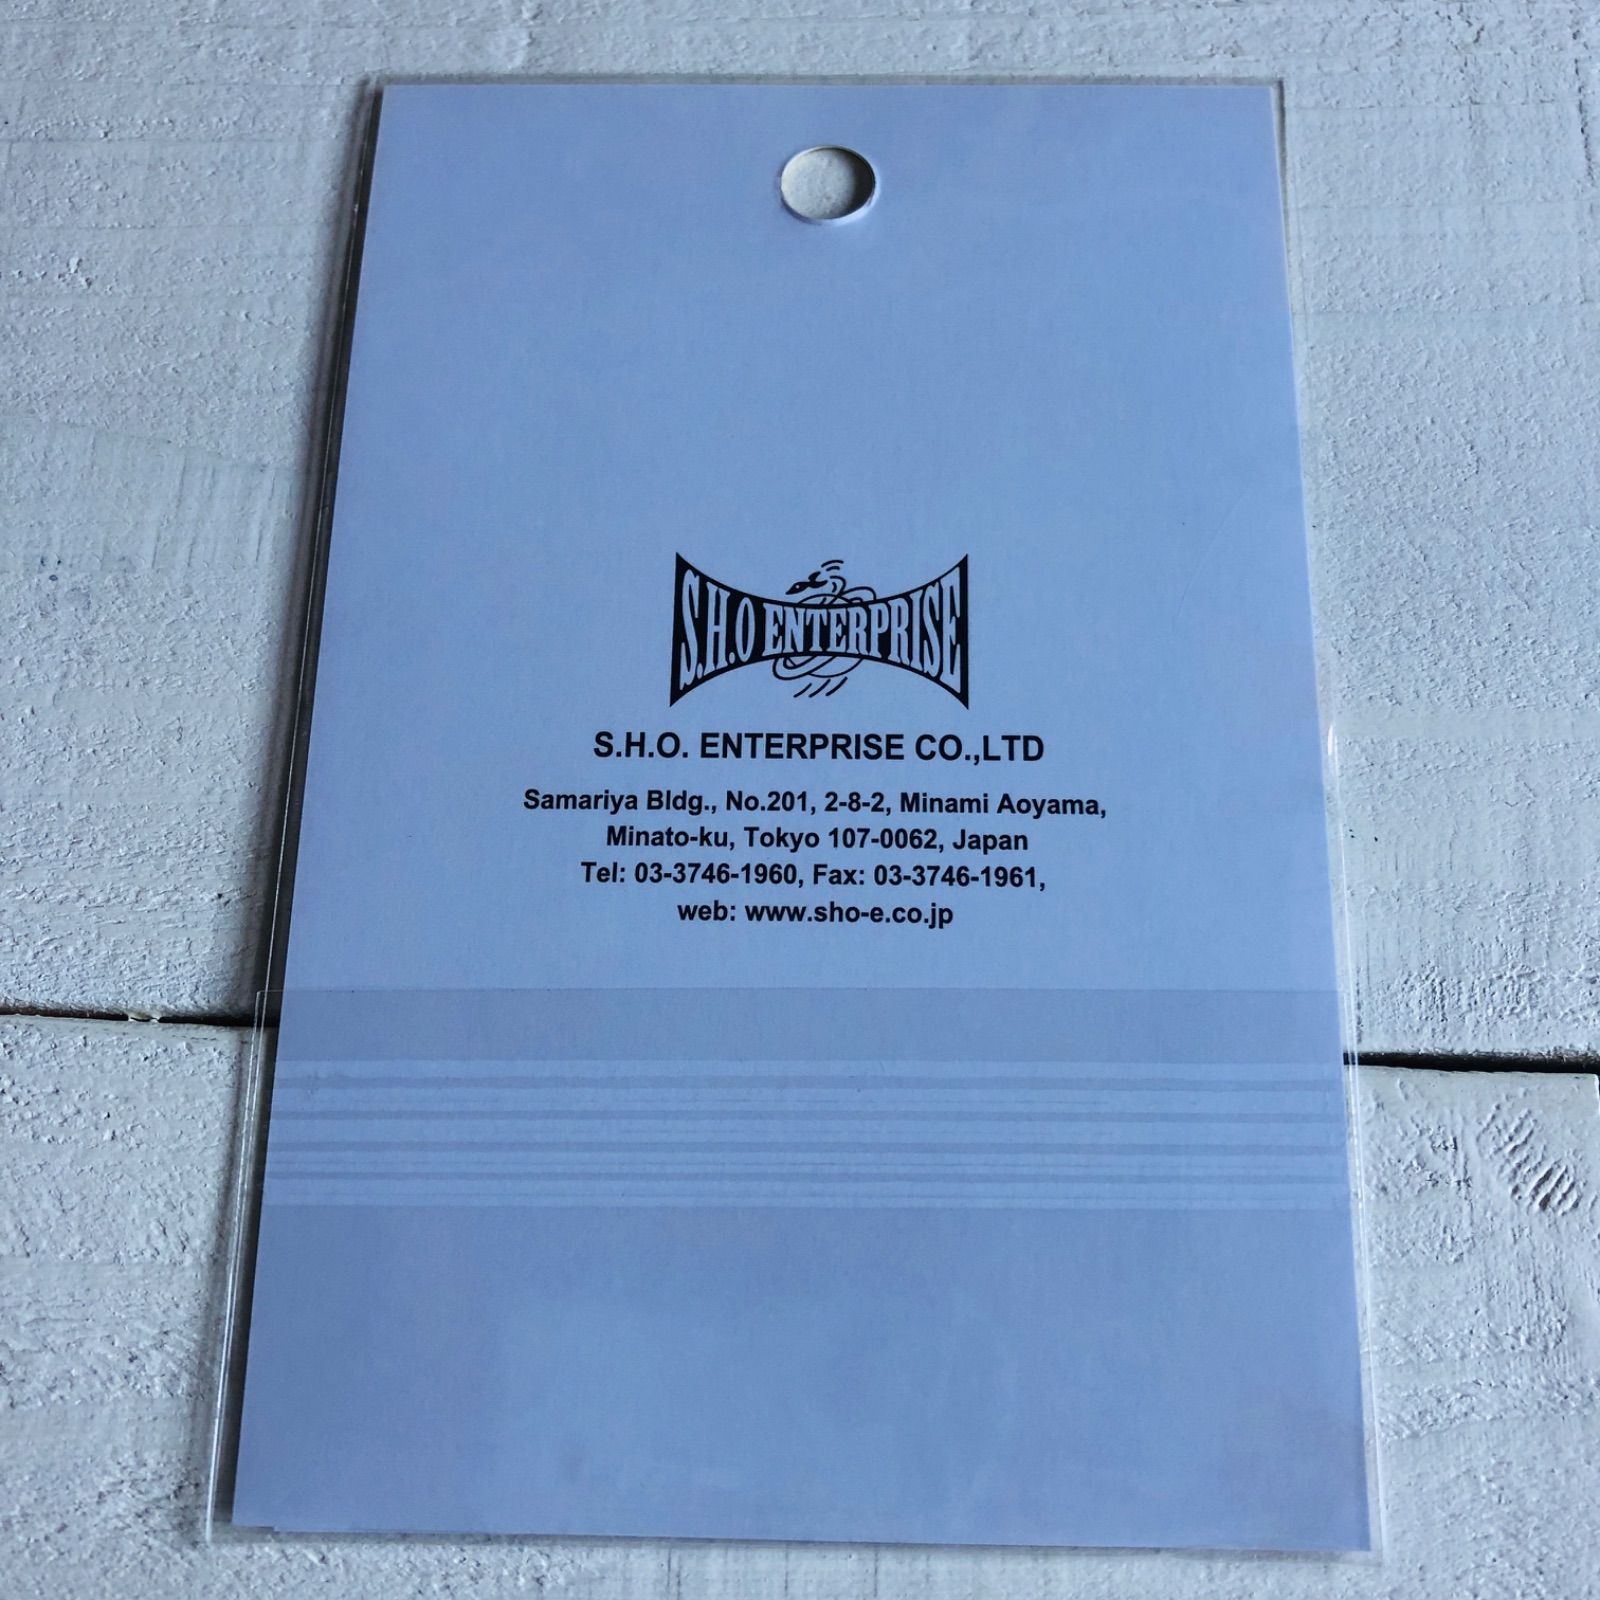 S.H.O ENTERPRISE
S.H.O. ENTERPRISE CO.,LTD
Samariya Bldg., No.201, 2-8-2, Minami Aoyama,
Minato-ku, Tokyo 107-0062, Japan
Tel: 03-3746-1960, Fax: 03-3746-1961,
web: www.sho-e.co.jp